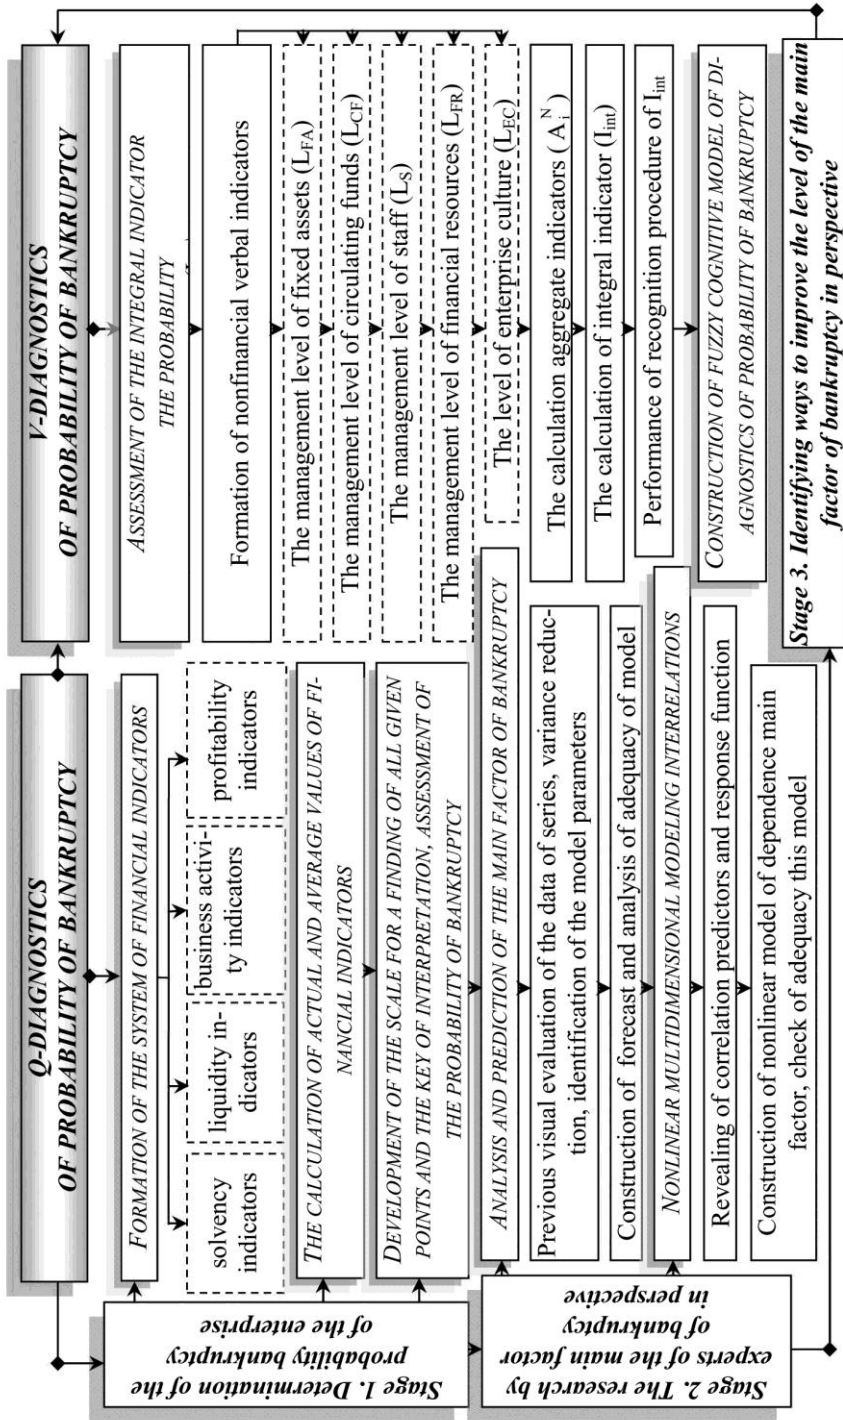 Q-DIAGNOSTICS
OF PROBABILITY OF BANKRUPTCY
V-DIAGNOSTICS
OF PROBABILITY OF BANKRUPTCY
Stage 1. Determination of the
probability bankruptcy
of the enterprise
FORMATION OF THE SYSTEM OF FINANCIAL INDICATORS
solvency
indicators
liquidity in-
dicators
business activi-
ty indicators
profitability
indicators
THE CALCULATION OF ACTUAL AND AVERAGE VALUES OF FI-
NANCIAL INDICATORS
DEVELOPMENT OF THE SCALE FOR A FINDING OF ALL GIVEN
POINTS AND THE KEY OF INTERPRETATION, ASSESSMENT OF
THE PROBABILITY OF BANKRUPTCY
Stage 2. The research by
experts of the main factor
of bankruptcy
in perspective
ANALYSIS AND PREDICTION OF THE MAIN FACTOR OF BANKRUPTCY
Previous visual evaluation of the data of series, variance reduc-
tion, identification of the model parameters
Construction of forecast and analysis of adequacy of model
NONLINEAR MULTIDIMENSIONAL MODELING INTERRELATIONS
Revealing of correlation predictors and response function
Construction of nonlinear model of dependence main
factor, check of adequacy this model
ASSESSMENT OF THE INTEGRAL INDICATOR
THE PROBABILITY
Formation of nonfinancial verbal indicators
The management level of fixed assets (L_FA)
The management level of circulating funds (L_CF)
The management level of staff (L_S)
The management level of financial resources (L_FR)
The level of enterprise culture (L_EC)
The calculation aggregate indicators ( A_i^N )
The calculation of integral indicator (I_int)
Performance of recognition procedure of I_int
CONSTRUCTION OF FUZZY COGNITIVE MODEL OF DI-
AGNOSTICS OF PROBABILITY OF BANKRUPTCY
Stage 3. Identifying ways to improve the level of the main
factor of bankruptcy in perspective